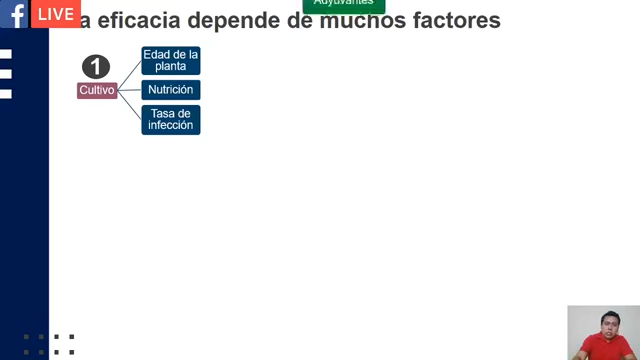 f LIVE
a eficacia depende de muchos factores
Adyuvantes
1
Cultivo
Edad de la
planta
Nutrición
Tasa de
infección